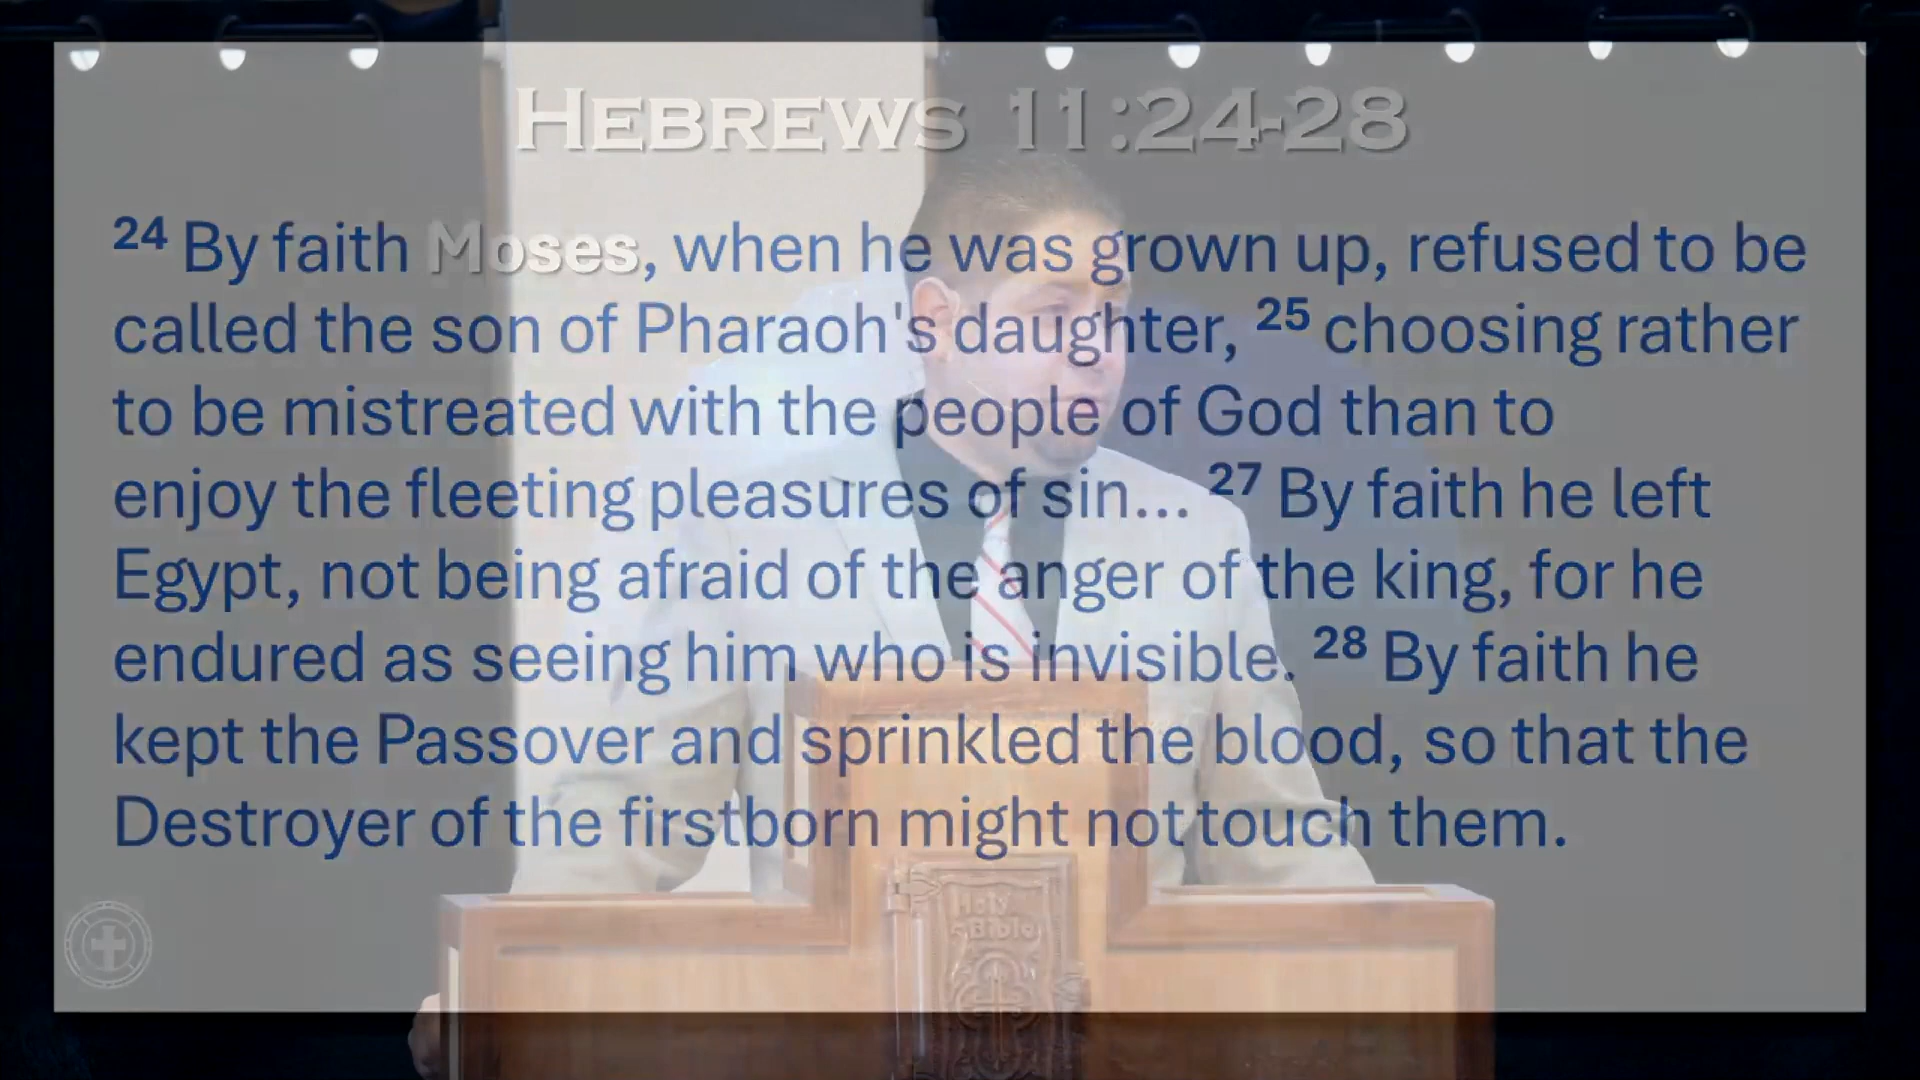 HEBREWS 11:24-28
24 By faith Moses, when he was grown up, refused to be
called the son of Pharaoh's daughter, 25 choosing rather
to be mistreated with the people of God than to
enjoy the fleeting pleasures of sin... 27 By faith he left
Egypt, not being afraid of the anger of the king, for he
endured as seeing him who is invisible. 28 By faith he
kept the Passover and sprinkled the blood, so that the
Destroyer of the firstborn might not touch them.
Holy
Bible